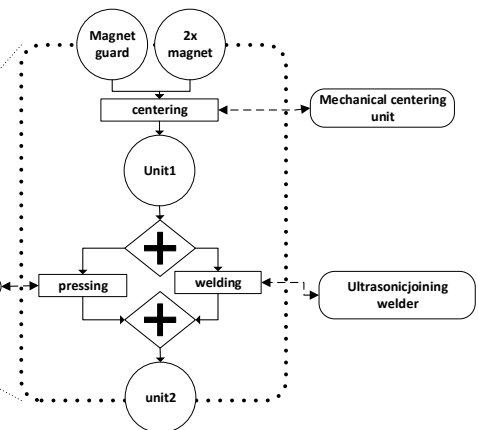 Magnet
guard
2x
magnet
centering
Mechanical centering
unit
Unit1
pressing
welding
Ultrasonicjoining
welder
unit2